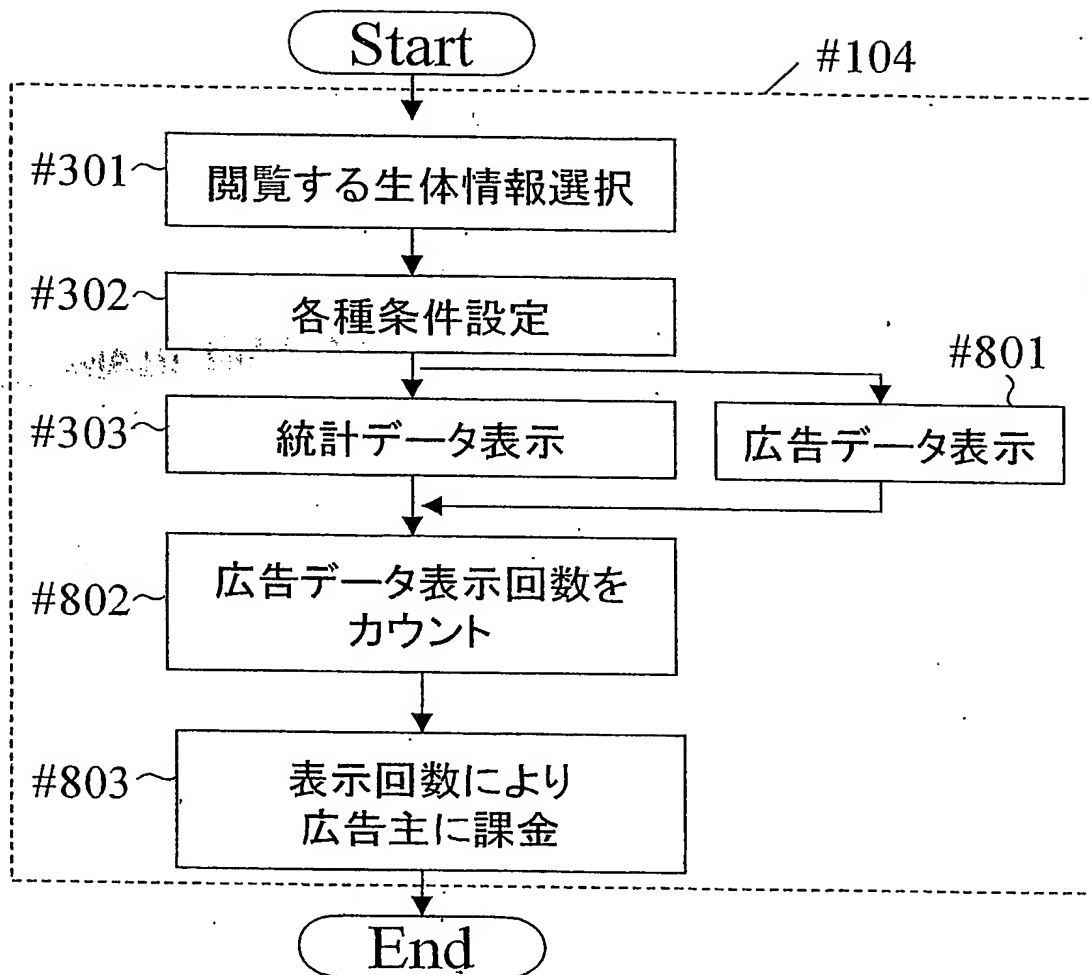 Start
#104
#301
閲覧する生体情報選択
#302
各種条件設定
#801
#303
統計データ表示
広告データ表示
#802
広告データ表示回数を
カウント
#803
表示回数により
広告主に課金
End